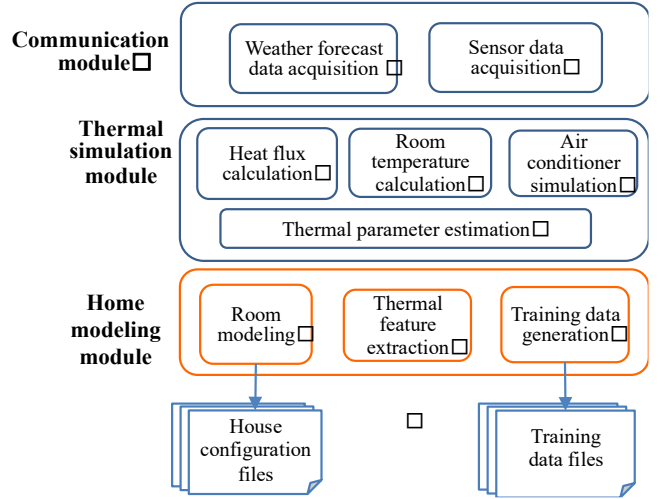 Communication
module
Weather forecast
data acquisition
Sensor data
acquisition
Thermal
simulation
module
Heat flux
calculation
Room
temperature
calculation
Air
conditioner
simulation
Thermal parameter estimation
Home
modeling
module
Room
modeling
Thermal
feature
extraction
Training data
generation
House
configuration
files
Training
data files